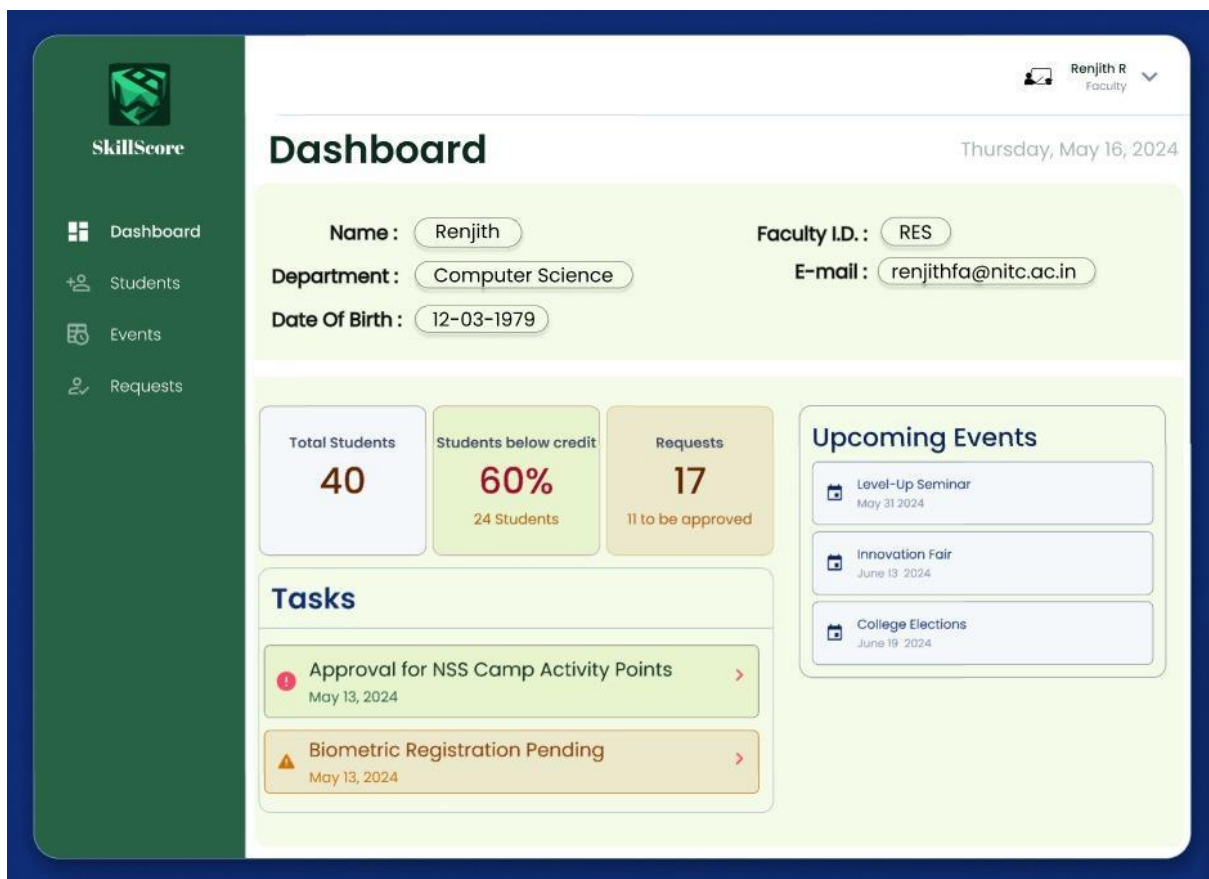 SkillScore
Dashboard
Students
Events
Requests
Renjith R
Faculty
Dashboard
Thursday, May 16, 2024
Name : Renjith
Faculty I.D. : RES
Department : Computer Science
E-mail : renjithfa@nitc.ac.in
Date Of Birth : 12-03-1979
Total Students
40
Students below credit
60%
24 Students
Requests
17
11 to be approved
Tasks
Approval for NSS Camp Activity Points
May 13, 2024
Biometric Registration Pending
May 13, 2024
Upcoming Events
Level-Up Seminar
May 31 2024
Innovation Fair
June 13 2024
College Elections
June 19 2024